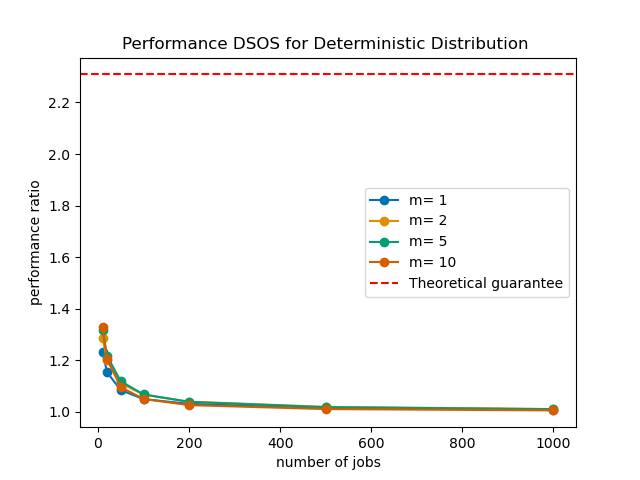 Performance DSOS for Deterministic Distribution
performance ratio
2.2
2.0
1.8
1.6
1.4
1.2
1.0
m= 1
m= 2
m= 5
m= 10
Theoretical guarantee
0 200 400 600 800 1000
number of jobs